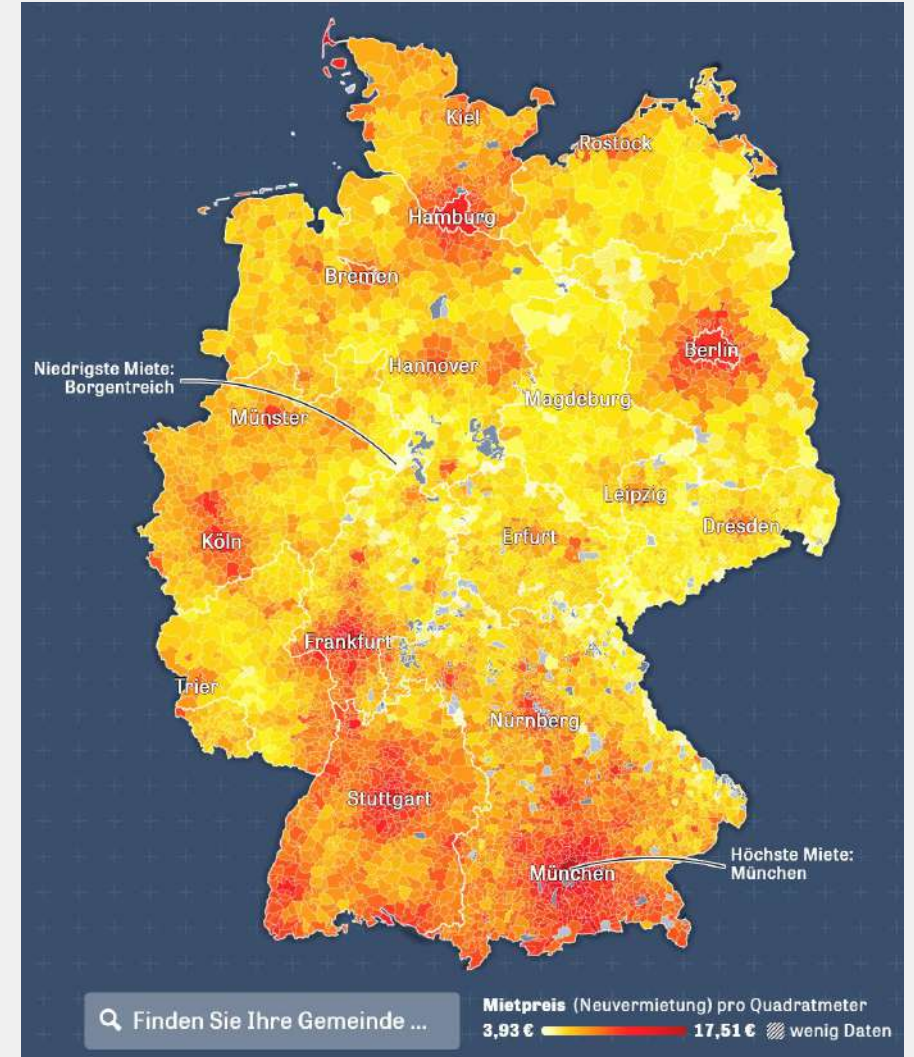 Kiel
Rostock
Hamburg
Bremen
Berlin
Hannover
Niedrigste Miete:
Borgentreich
Magdeburg
Münster
Leipzig
Dresden
Köln
Erfurt
Frankfurt
Trier
Nürnberg
Stuttgart
Höchste Miete:
München
München
Finden Sie Ihre Gemeinde ...
Mietpreis (Neuvermietung) pro Quadratmeter
3,93 € 17,51 € wenig Daten